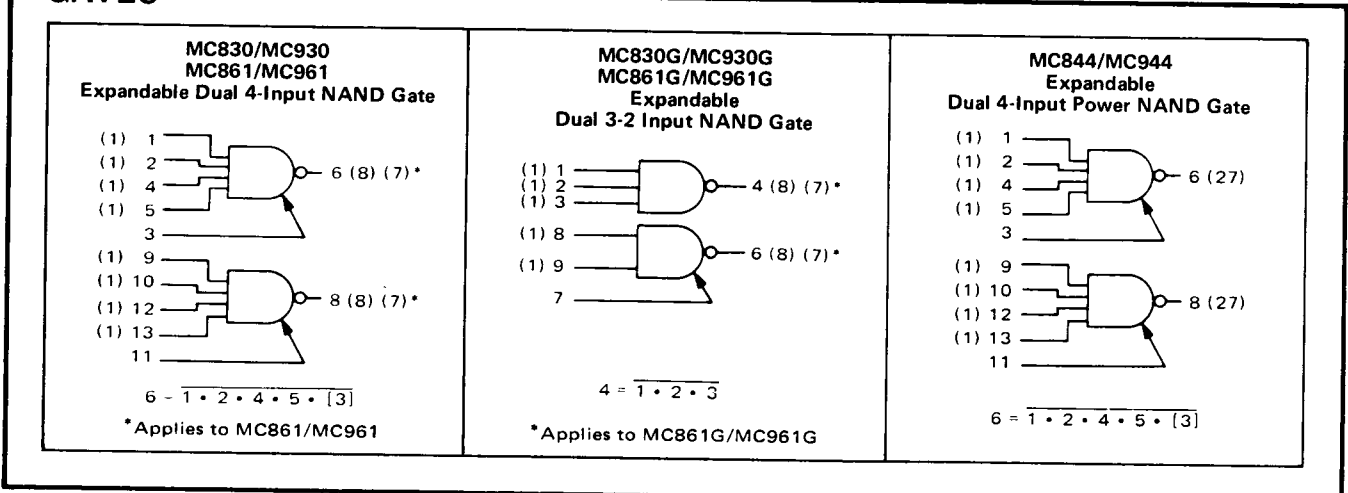 MC830/MC930
MC861/MC961
Expandable Dual 4-Input NAND Gate
(1) 1
(1) 2
(1) 4
(1) 5
3
6 (8) (7)*
(1) 9
(1) 10
(1) 12
(1) 13
11
8 (8) (7)*
6 - 1 • 2 • 4 • 5 • [3]
*Applies to MC861/MC961
MC830G/MC930G
MC861G/MC961G
Expandable
Dual 3-2 Input NAND Gate
(1) 1
(1) 2
(1) 3
4 (8) (7)*
(1) 8
(1) 9
7
6 (8) (7)*
4 = 1 • 2 • 3
*Applies to MC861G/MC961G
MC844/MC944
Expandable
Dual 4-Input Power NAND Gate
(1) 1
(1) 2
(1) 4
(1) 5
3
6 (27)
(1) 9
(1) 10
(1) 12
(1) 13
11
8 (27)
6 = 1 • 2 • 4 • 5 • [3]